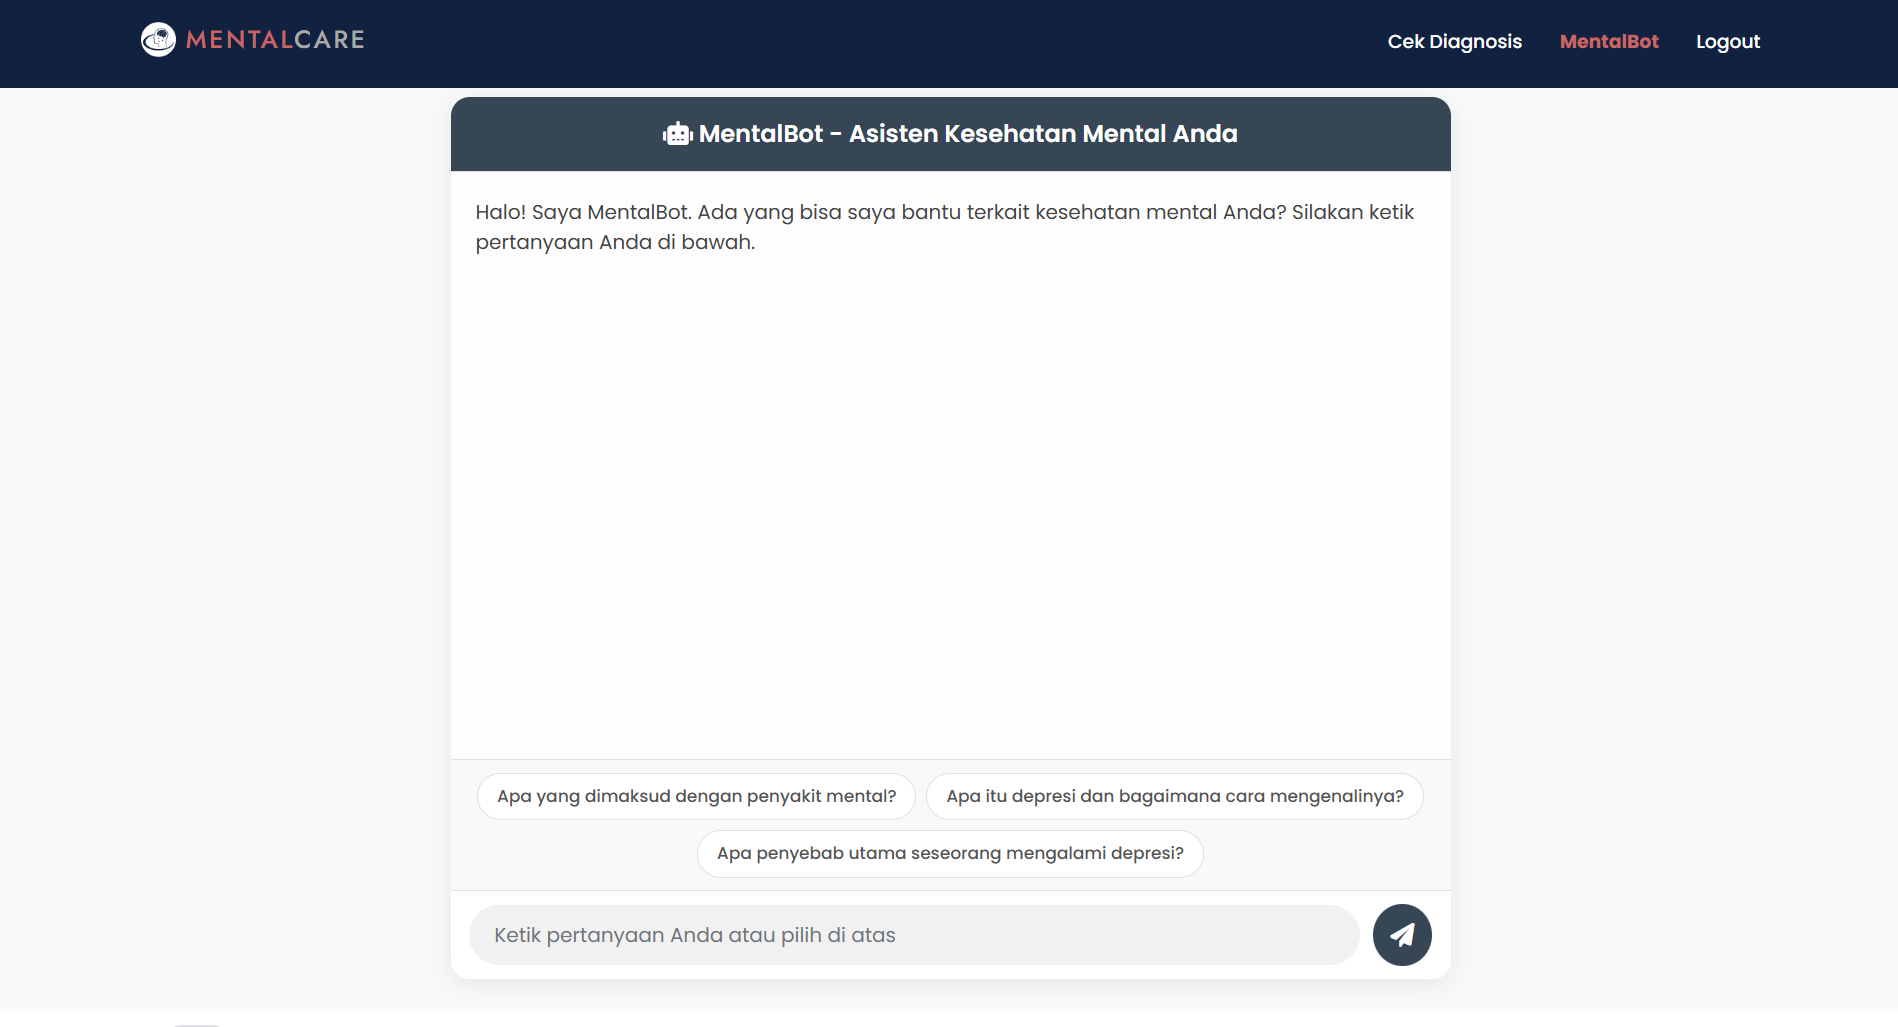 MENTALCARE
Cek Diagnosis
MentalBot
Logout
MentalBot - Asisten Kesehatan Mental Anda
Halo! Saya MentalBot. Ada yang bisa saya bantu terkait kesehatan mental Anda? Silakan ketik
pertanyaan Anda di bawah.
Apa yang dimaksud dengan penyakit mental?
Apa itu depresi dan bagaimana cara mengenalinya?
Apa penyebab utama seseorang mengalami depresi?
Ketik pertanyaan Anda atau pilih di atas